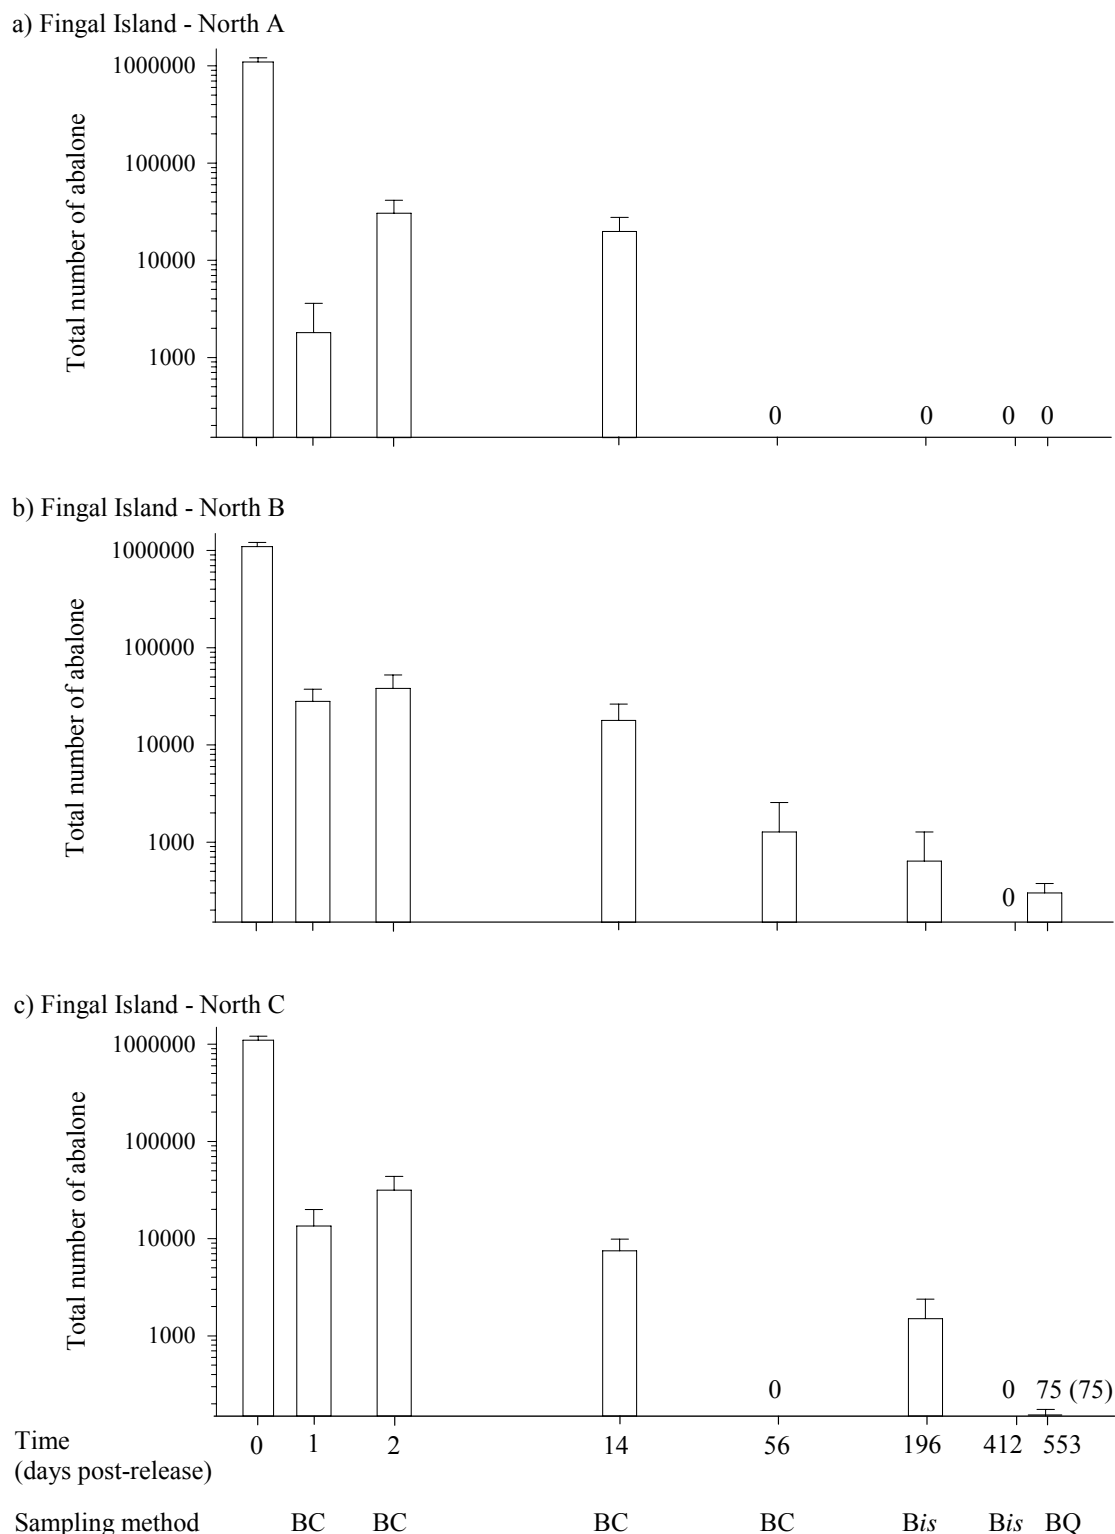 a) Fingal Island - North A
Total number of abalone
1000000
100000
10000
1000
0 0 0 0
b) Fingal Island - North B
Total number of abalone
1000000
100000
10000
1000
0
c) Fingal Island - North C
Total number of abalone
1000000
100000
10000
1000
0 0 75 (75)
Time 0 1 2 14 56 196 412 553
(days post-release)
Sampling method BC BC BC BC Bis Bis BQ